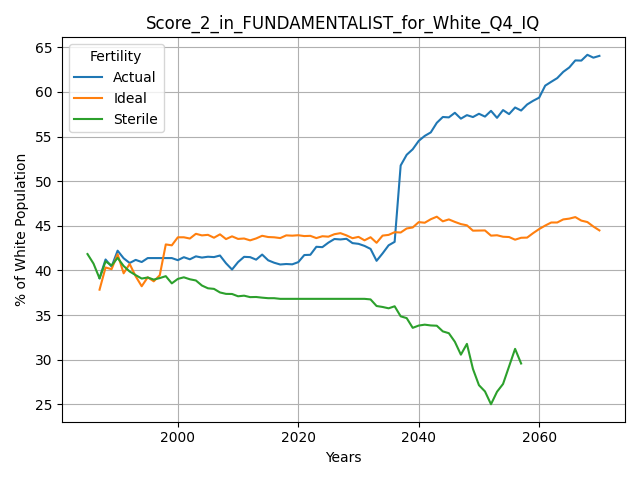 Score_2_in_FUNDAMENTALIST_for_White_Q4_IQ
% of White Population
65
60
55
50
45
40
35
30
25
Fertility
Actual
Ideal
Sterile
2000 2020 2040 2060
Years